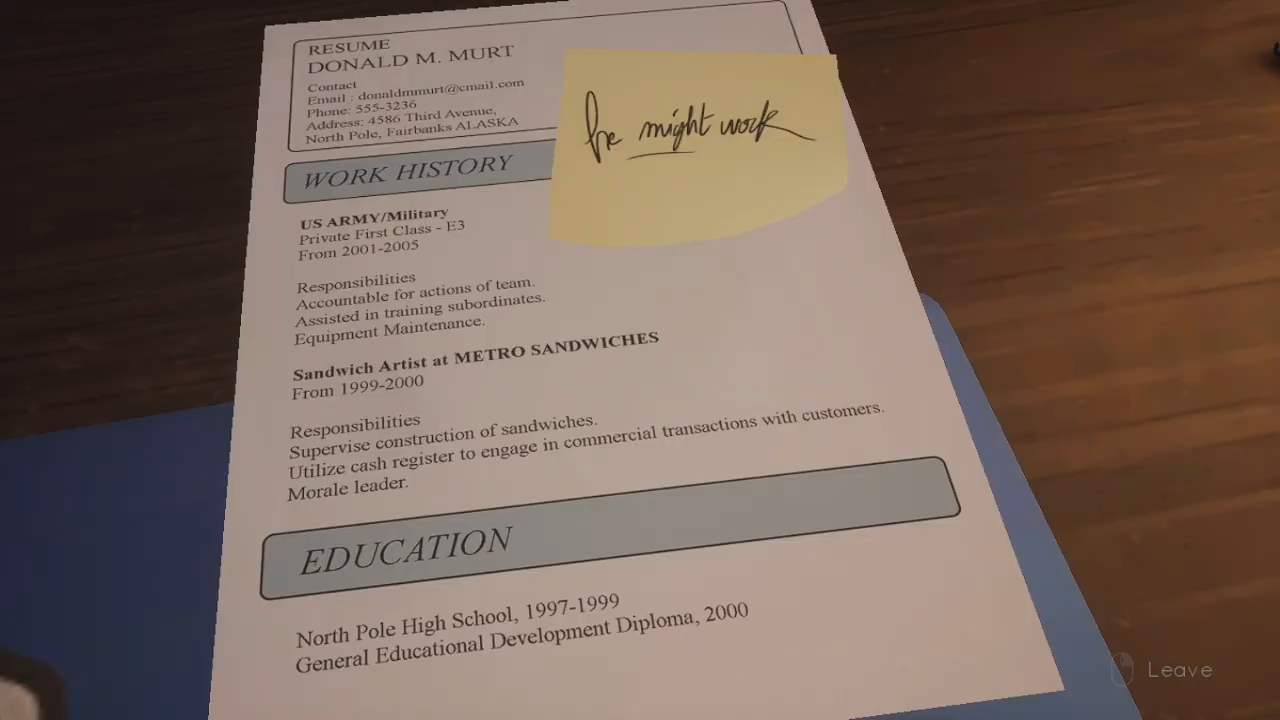 RESUME
DONALD M. MURT
Contact
Email : donaldmmurt@cmail.com
Phone: 555-3236
Address: 4586 Third Avenue,
North Pole, Fairbanks ALASKA
he might work
WORK HISTORY
US ARMY/Military
Private First Class - E3
From 2001-2005
Responsibilities
Accountable for actions of team.
Assisted in training subordinates.
Equipment Maintenance.
Sandwich Artist at METRO SANDWICHES
From 1999-2000
Responsibilities
Supervise construction of sandwiches.
Utilize cash register to engage in commercial transactions with customers.
Morale leader.
EDUCATION
North Pole High School, 1997-1999
General Educational Development Diploma, 2000
Leave